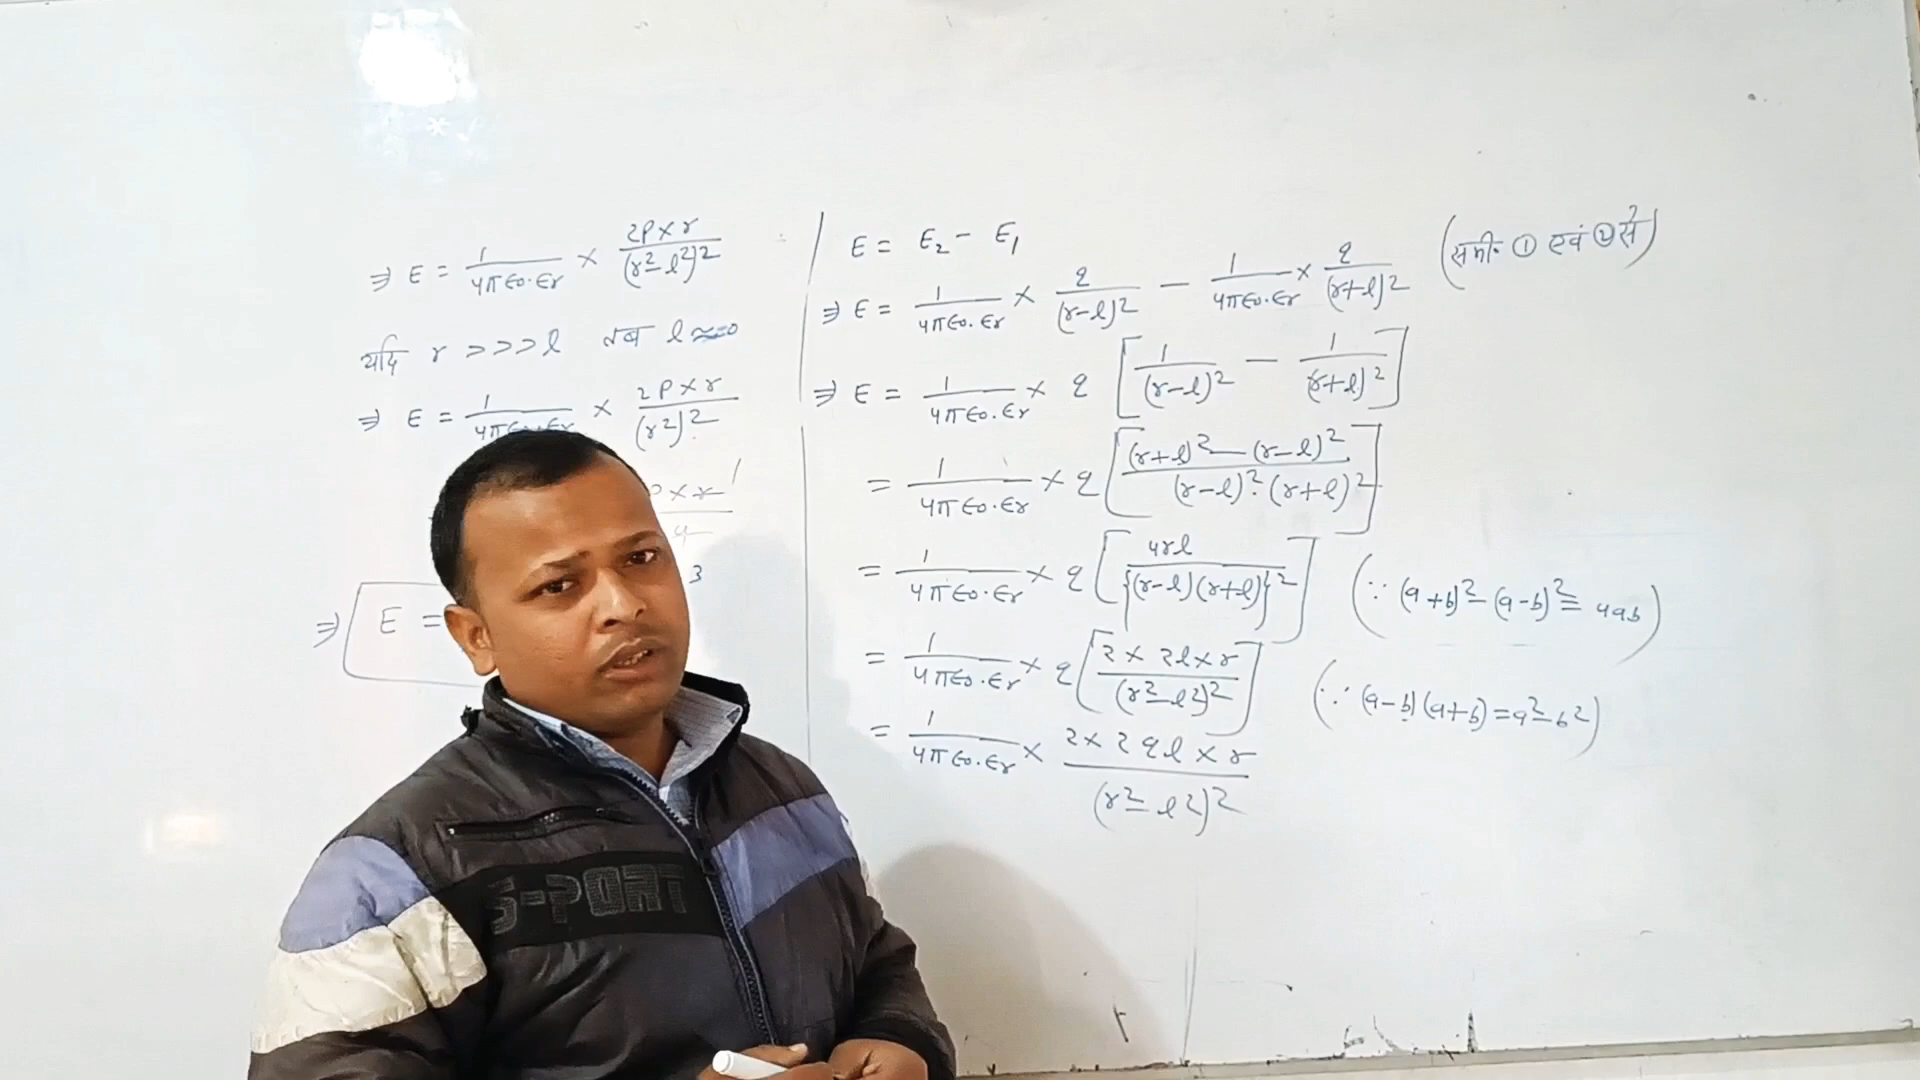 ⇒ E = 1/4πϵ0·ϵr × 2P×r/(r²-l²)²
यदि r >>>l तब l≈0
⇒ E = 1/4πϵ0·ϵr × 2P×r/(r²)²
×r 1
3
⇒ E =
E = E₂ - E₁
⇒ E = 1/4πϵ0·ϵr × q/(r-l)² - 1/4πϵ0·ϵr × q/(r+l)² (समी० ① एवं ② से)
⇒ E = 1/4πϵ0·ϵr × q [1/(r-l)² - 1/(r+l)²]
= 1/4πϵ0·ϵr × q [(r+l)²-(r-l)²/(r-l)²·(r+l)²]
= 1/4πϵ0·ϵr × q [4rl/{(r-l)(r+l)}²] (∵ (a+b)²-(a-b)²= 4ab)
= 1/4πϵ0·ϵr × q [2×2l×r/(r²-l²)²] (∵ (a-b)(a+b)=a²-b²)
= 1/4πϵ0·ϵr × 2×2ql×r/(r²-l²)²
S-PORT